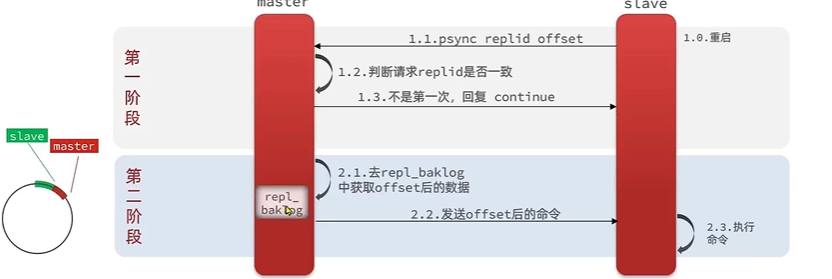 master
slave
第一阶段
1.0.重启
1.1.psync replid offset
1.2.判断请求replid是否一致
1.3.不是第一次，回复 continue
slave
master
第二阶段
2.1.去repl_baklog
中获取offset后的数据
repl_
baklog
2.2.发送offset后的命令
2.3.执行
命令